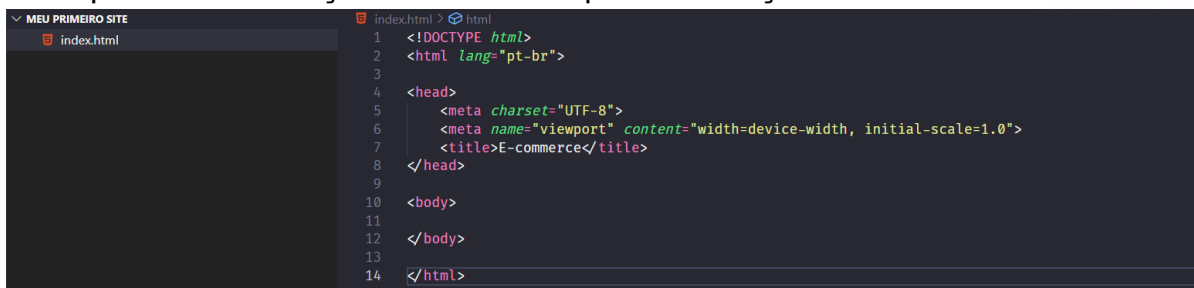 MEU PRIMEIRO SITE
index.html
index.html > html
1 <!DOCTYPE html>
2 <html lang="pt-br">
3
4 <head>
5 <meta charset="UTF-8">
6 <meta name="viewport" content="width=device-width, initial-scale=1.0">
7 <title>E-commerce</title>
8 </head>
9
10 <body>
11
12 </body>
13
14 </html>